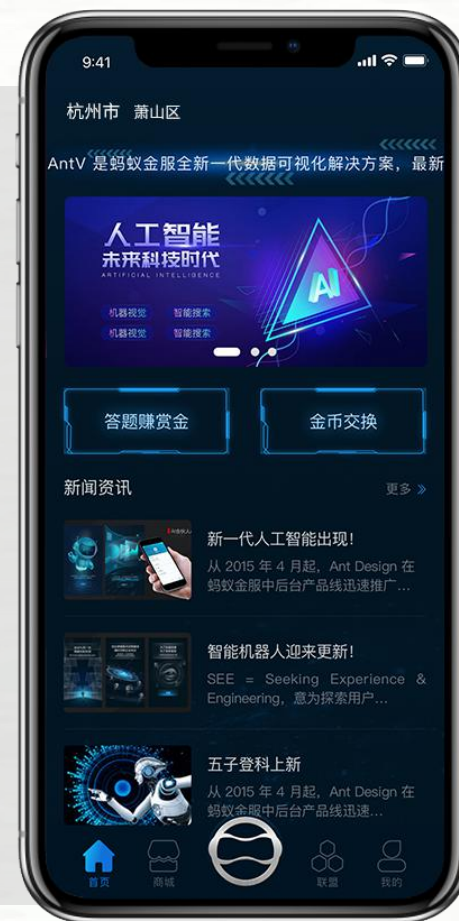 9:41
杭州市 萧山区
AntV 是蚂蚁金服全新一代数据可视化解决方案，最新
人工智能
未来科技时代
ARTIFICIAL INTELLIGENCE
机器视觉 智能搜索
机器视觉 智能搜索
AI
答题赚赏金 金币交换
新闻资讯 更多
新一代人工智能出现！
从 2015 年 4 月起，Ant Design 在
蚂蚁金服中后台产品线迅速推广...
智能机器人迎来更新！
SEE = Seeking Experience &
Engineering，意为探索用户...
五子登科上新
从 2015 年 4 月起，Ant Design 在
蚂蚁金服中后台产品线迅速...
首页 商城 联盟 我的